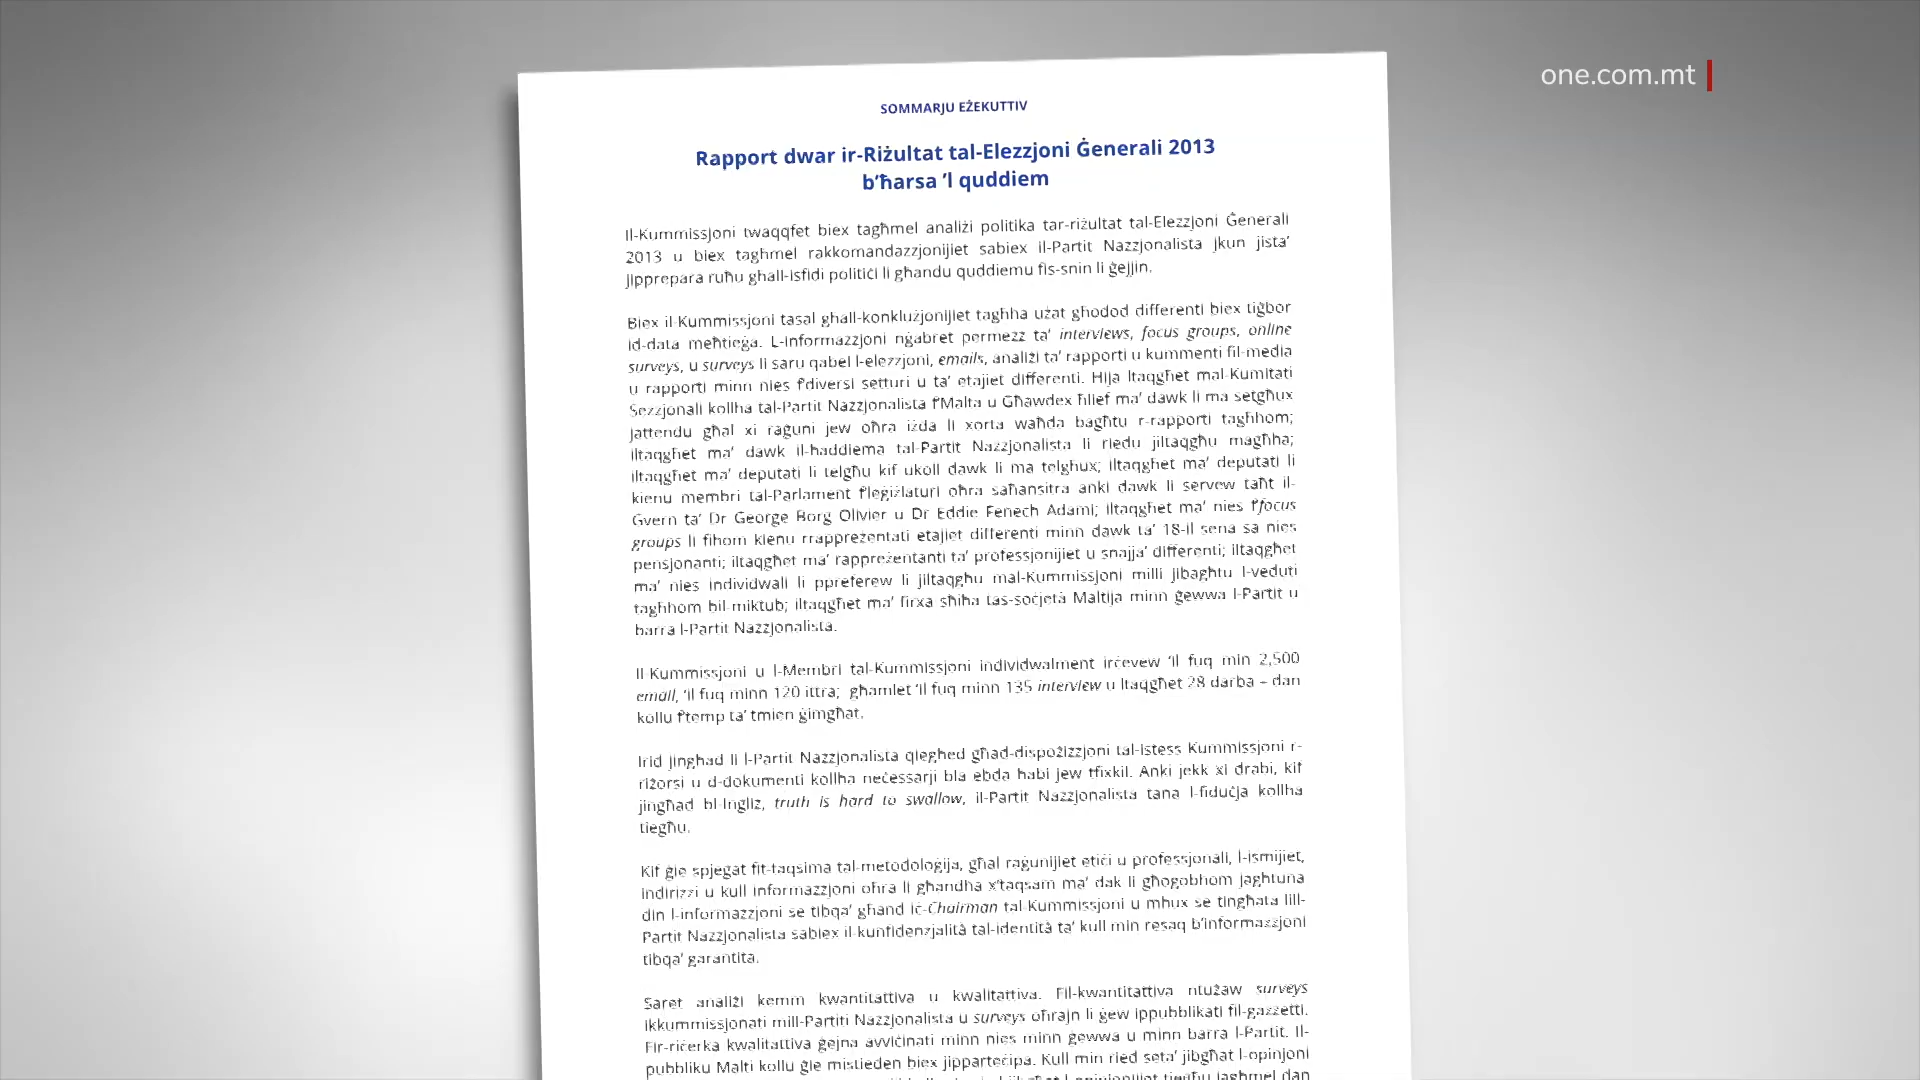 one.com.mt
SOMMARJU EŻEKUTTIV
Rapport dwar ir-Riżultat tal-Elezzjoni Ġenerali 2013
b’ħarsa ’l quddiem
Il-Kummissjoni twaqqfet biex tagħmel analiżi politika tar-riżultat tal-Elezzjoni Ġenerali
2013 u biex tagħmel rakkomandazzjonijiet sabiex il-Partit Nazzjonalista jkun jista’
jipprepara ruħu għall-isfidi politiċi li għandu quddiemu fis-snin li ġejjin.
Biex il-Kummissjoni tasal għall-konklużjonijiet tagħha użat għodod differenti biex tiġbor
id-data meħtieġa. L-informazzjoni nġabret permezz ta’ interviews, focus groups, online
surveys, u surveys li saru qabel l-elezzjoni, emails, analiżi ta’ rapporti u kummenti fil-media
u rapporti minn nies f’diversi setturi u ta’ etajiet differenti. Hija ltaqgħet mal-Kumitati
Sezzjonali kollha tal-Partit Nazzjonalista f’Malta u Għawdex ħlief ma’ dawk li ma setgħux
jattendu għal xi raġuni jew oħra iżda li xorta waħda bagħtu r-rapporti tagħhom;
iltaqgħet ma’ dawk il-ħaddiema tal-Partit Nazzjonalista li riedu jiltaqgħu magħha;
iltaqgħet ma’ deputati li telgħu kif ukoll dawk li ma telgħux; iltaqgħet ma’ deputati li
kienu membri tal-Parlament f’leġiżlaturi oħra saħansitra anki dawk li servew taħt il-
Gvern ta’ Dr George Borg Olivier u Dr Eddie Fenech Adami; iltaqgħet ma’ nies f’focus
groups li fihom kienu rrappreżentati etajiet differenti minn dawk ta’ 18-il sena sa nies
pensjonanti; iltaqgħet ma’ rappreżentanti ta’ professjonijiet u snajja’ differenti; iltaqgħet
ma’ nies individwali li ppreferew li jiltaqgħu mal-Kummissjoni milli jibagħtu l-veduti
tagħhom bil-miktub; iltaqgħet ma’ firxa sħiħa tas-soċjetà Maltija minn ġewwa l-Partit u
barra l-Partit Nazzjonalista.
Il-Kummissjoni u l-Membri tal-Kummissjoni individwalment irċevew ’il fuq min 2,500
email, ’il fuq minn 120 ittra; għamlet ’il fuq minn 135 interview u ltaqgħet 28 darba – dan
kollu f’temp ta’ tmien ġimgħat.
Irid jingħad li l-Partit Nazzjonalista qiegħed għad-dispożizzjoni tal-istess Kummissjoni r-
riżorsi u d-dokumenti kollha neċessarji bla ebda ħabi jew tfixkil. Anki jekk xi drabi, kif
jingħad bl-Ingliż, truth is hard to swallow, il-Partit Nazzjonalista tana l-fiduċja kollha
tiegħu.
Kif ġie spjegat fit-taqsima tal-metodoloġija, għal raġunijiet etiċi u professjonali, l-ismijiet,
indirizzi u kull informazzjoni oħra li għandha x’taqsam ma’ dak li għoġobhom jagħtuna
din l-informazzjoni se tibqa’ għand iċ-Chairman tal-Kummissjoni u mhux se tingħata lill-
Partit Nazzjonalista sabiex il-kunfidenzjalità tal-identità ta’ kull min resaq b’informazzjoni
tibqa’ garantita.
Saret analiżi kemm kwantitattiva u kwalitattiva. Fil-kwantitattiva ntużaw surveys
ikkummissjonati mill-Partiti Nazzjonalista u surveys oħrajn li ġew ippubblikati fil-gazzetti.
Fir-riċerka kwalitattiva ġejna avviċinati minn nies minn ġewwa u minn barra l-Partit. Il-
pubbliku Malti kollu ġie mistieden biex jipparteċipa. Kull min ried seta’ jibgħat l-opinjoni